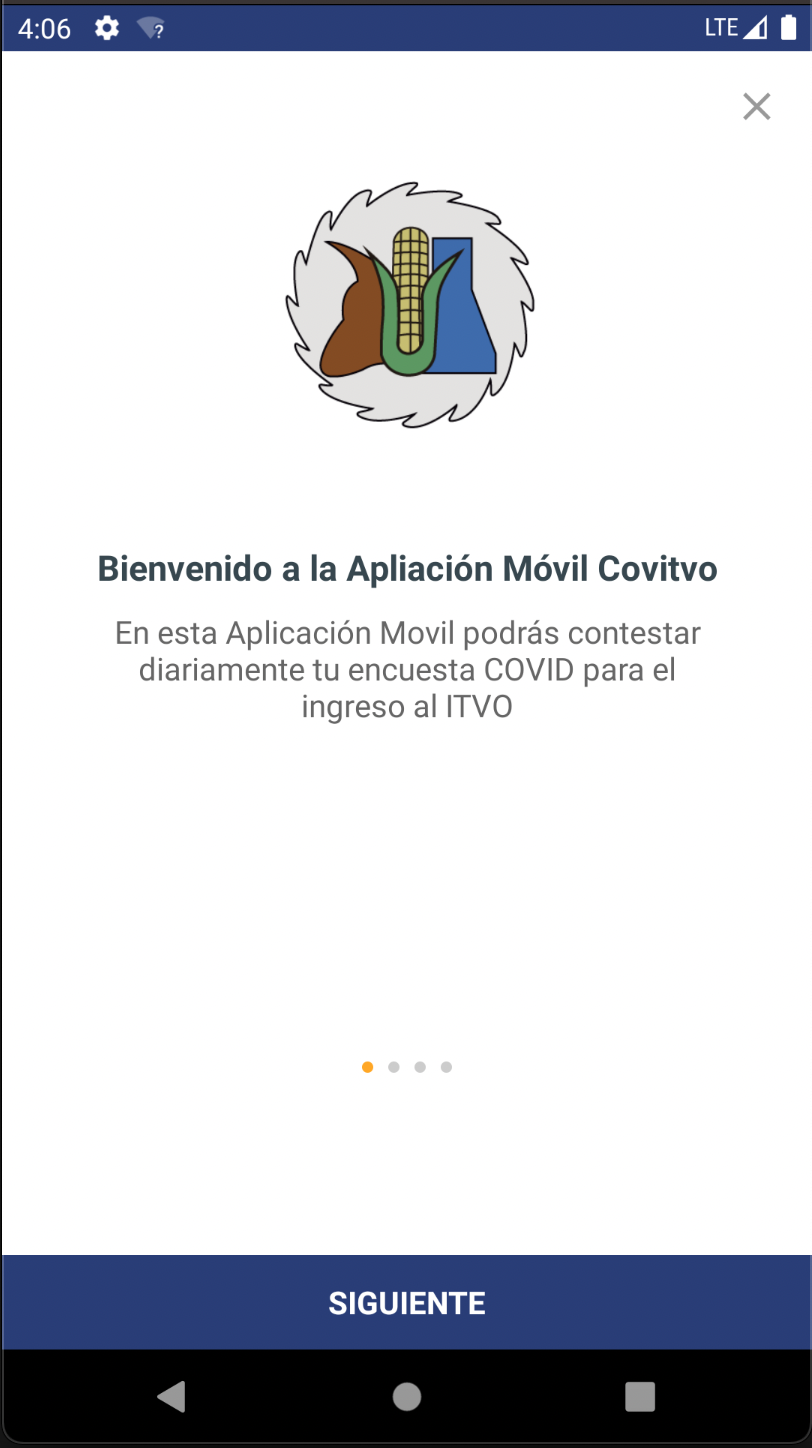 4:06
LTE
Bienvenido a la Apliación Móvil Covitvo
En esta Aplicación Movil podrás contestar
diariamente tu encuesta COVID para el
ingreso al ITVO
SIGUIENTE